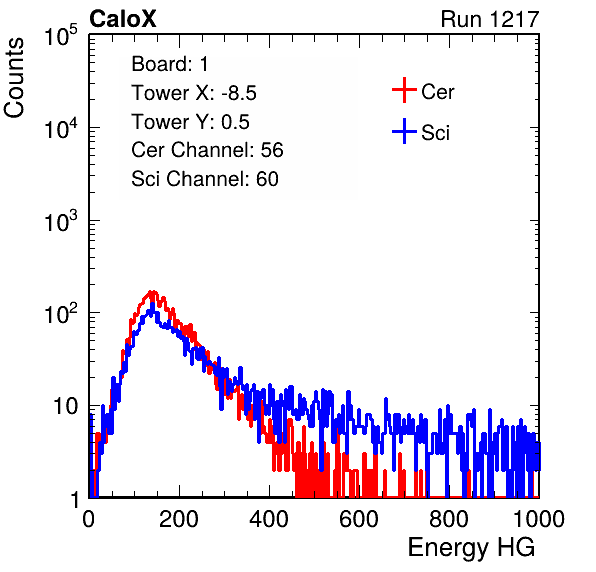 CaloX Run 1217
Counts
Board: 1
Tower X: -8.5
Tower Y: 0.5
Cer Channel: 56
Sci Channel: 60
Cer
Sci
10^5
10^4
10^3
10^2
10
1
0 200 400 600 800 1000
Energy HG